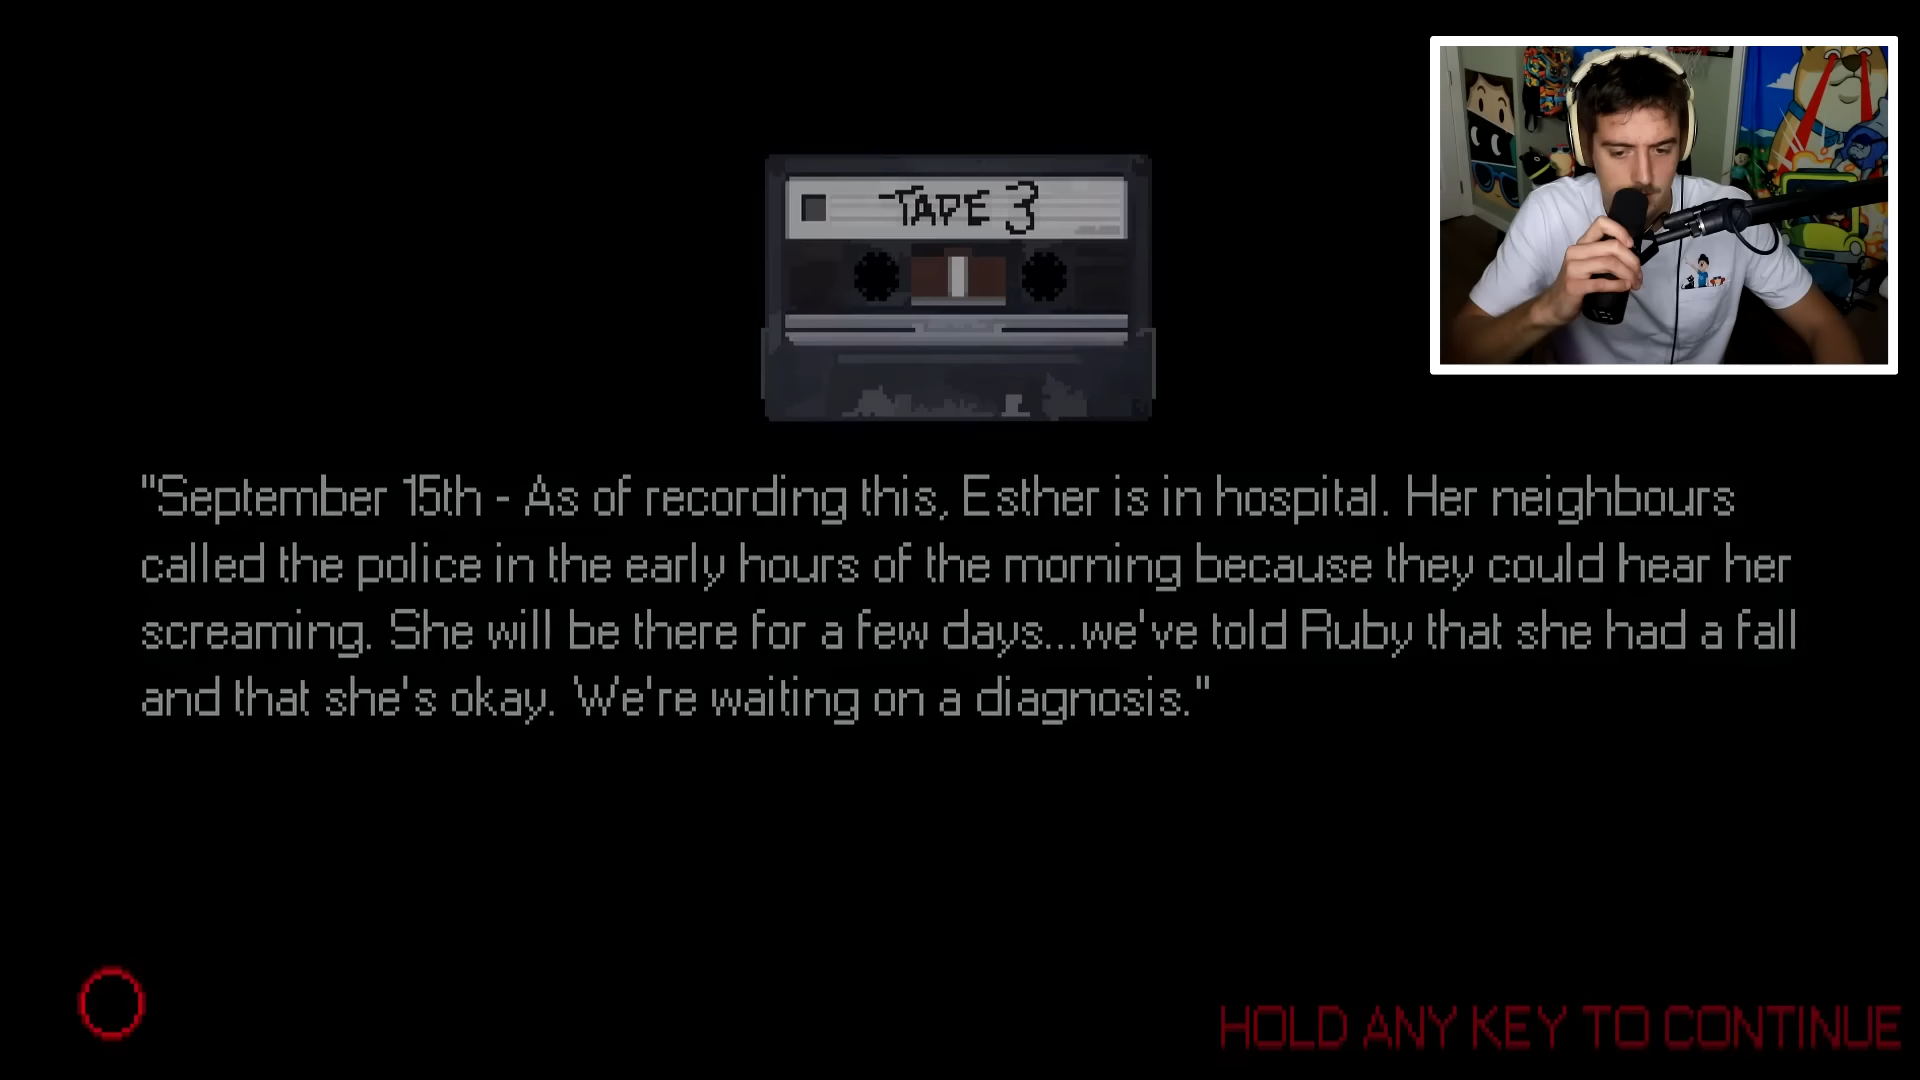 TAPE 3
"September 15th - As of recording this, Esther is in hospital. Her neighbours
called the police in the early hours of the morning because they could hear her
screaming. She will be there for a few days...we've told Ruby that she had a fall
and that she's okay. We're waiting on a diagnosis."
HOLD ANY KEY TO CONTINUE